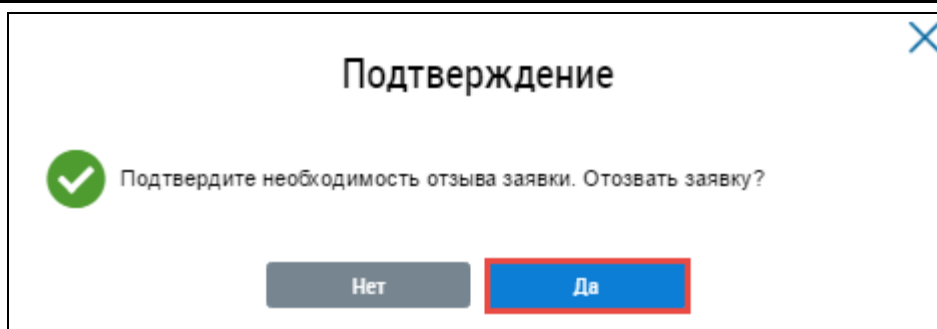 Подтверждение
Подтвердите необходимость отзыва заявки. Отозвать заявку?
Нет
Да